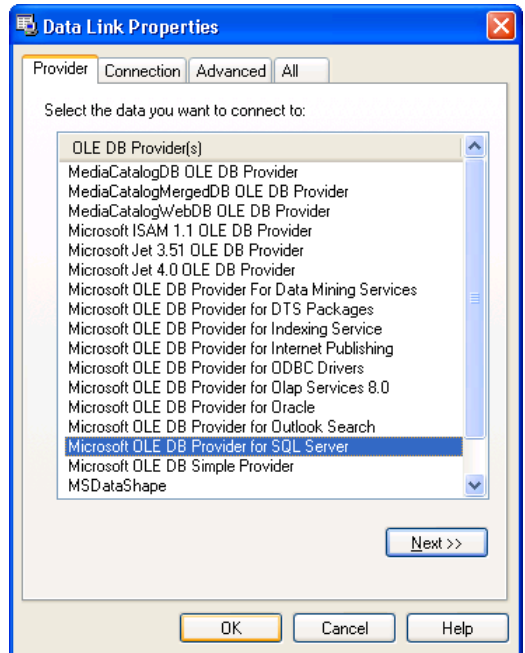 Data Link Properties
Provider Connection Advanced All
Select the data you want to connect to:
OLE DB Provider(s)
MediaCatalogDB OLE DB Provider
MediaCatalogMergedDB OLE DB Provider
MediaCatalogWebDB OLE DB Provider
Microsoft ISAM 1.1 OLE DB Provider
Microsoft Jet 3.51 OLE DB Provider
Microsoft Jet 4.0 OLE DB Provider
Microsoft OLE DB Provider For Data Mining Services
Microsoft OLE DB Provider for DTS Packages
Microsoft OLE DB Provider for Indexing Service
Microsoft OLE DB Provider for Internet Publishing
Microsoft OLE DB Provider for ODBC Drivers
Microsoft OLE DB Provider for Olap Services 8.0
Microsoft OLE DB Provider for Oracle
Microsoft OLE DB Provider for Outlook Search
Microsoft OLE DB Provider for SQL Server
Microsoft OLE DB Simple Provider
MSDataShape
Next >>
OK Cancel Help